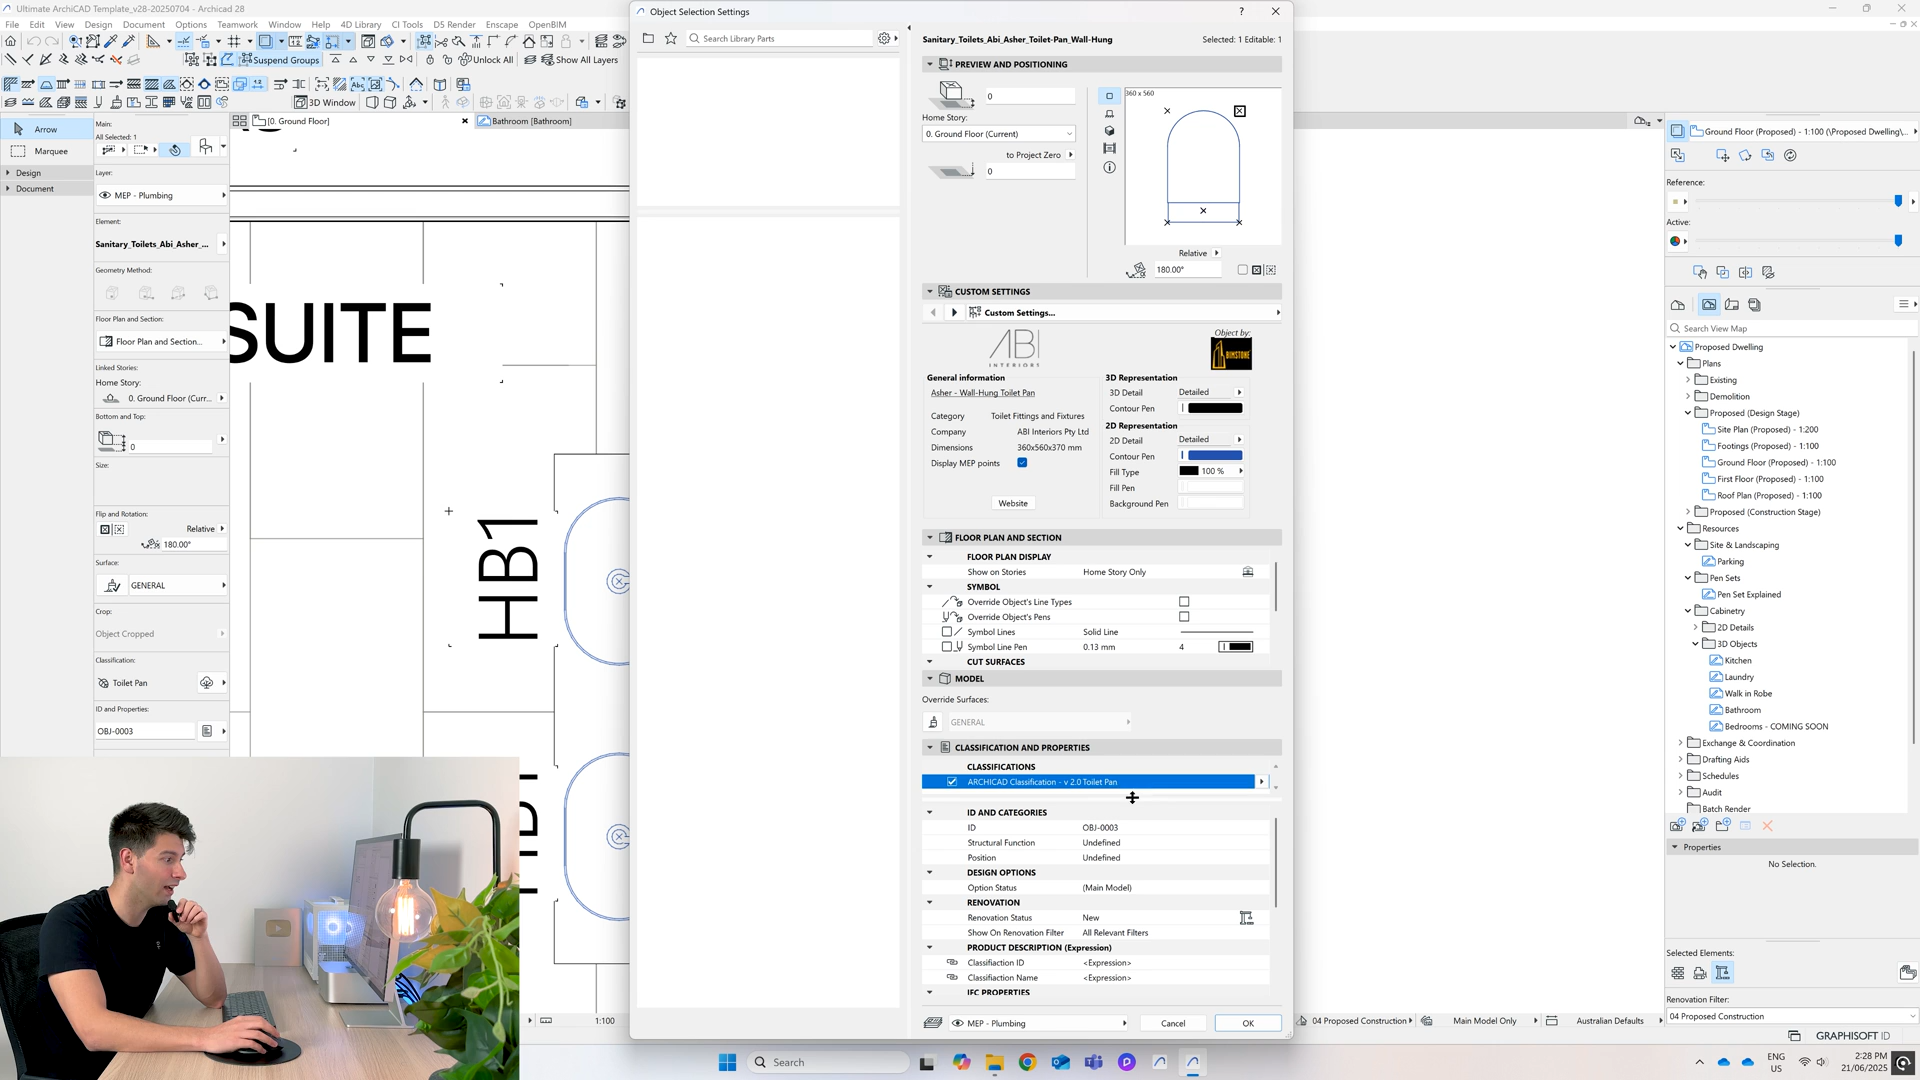 Ultimate ArchiCAD Template_v28-20250704 - Archicad 28
File Edit View Design Document Options Teamwork Window Help 4D Library CI Tools D5 Render Enscape OpenBIM
Suspend Groups
Unlock All
Show All Layers
3D Window
Arrow
Marquee
Design
Document
Main:
All Selected: 1
Layer:
MEP - Plumbing
Element:
Sanitary_Toilets_Abi_Asher_...
Geometry Method:
Floor Plan and Section:
Floor Plan and Section...
Linked Stories:
Home Story:
0. Ground Floor (Curr...
Bottom and Top:
0
Size:
Flip and Rotation:
Relative
180.00°
Surface:
GENERAL
Crop:
Object Cropped
Classification:
Toilet Pan
ID and Properties:
OBJ-0003
[0. Ground Floor]
Bathroom [Bathroom]
SUITE
HB1
1:100
Object Selection Settings
Search Library Parts
Sanitary_Toilets_Abi_Asher_Toilet-Pan_Wall-Hung
Selected: 1 Editable: 1
PREVIEW AND POSITIONING
0
Home Story:
0. Ground Floor (Current)
to Project Zero
0
360 x 560
Relative
180.00°
CUSTOM SETTINGS
Custom Settings...
ABI
INTERIORS
Object by:
BIMSTONE
General information
Asher - Wall-Hung Toilet Pan
Category Toilet Fittings and Fixtures
Company ABI Interiors Pty Ltd
Dimensions 360x560x370 mm
Display MEP points
Website
3D Representation
3D Detail Detailed
Contour Pen
2D Representation
2D Detail Detailed
Contour Pen
Fill Type 100 %
Fill Pen
Background Pen
FLOOR PLAN AND SECTION
FLOOR PLAN DISPLAY
Show on Stories Home Story Only
SYMBOL
Override Object's Line Types
Override Object's Pens
Symbol Lines Solid Line
Symbol Line Pen 0.13 mm 4
CUT SURFACES
MODEL
Override Surfaces:
GENERAL
CLASSIFICATION AND PROPERTIES
CLASSIFICATIONS
ARCHICAD Classification - v 2.0 Toilet Pan
ID AND CATEGORIES
ID OBJ-0003
Structural Function Undefined
Position Undefined
DESIGN OPTIONS
Option Status (Main Model)
RENOVATION
Renovation Status New
Show On Renovation Filter All Relevant Filters
PRODUCT DESCRIPTION (Expression)
Classifiaction ID <Expression>
Classifiaction Name <Expression>
IFC PROPERTIES
MEP - Plumbing
Cancel
OK
Ground Floor (Proposed) - 1:100 (\Proposed Dwelling\...
Reference:
Active:
Search View Map
Proposed Dwelling
Plans
Existing
Demolition
Proposed (Design Stage)
Site Plan (Proposed) - 1:200
Footings (Proposed) - 1:100
Ground Floor (Proposed) - 1:100
First Floor (Proposed) - 1:100
Roof Plan (Proposed) - 1:100
Proposed (Construction Stage)
Resources
Site & Landscaping
Parking
Pen Sets
Pen Set Explained
Cabinetry
2D Details
3D Objects
Kitchen
Laundry
Walk in Robe
Bathroom
Bedrooms - COMING SOON
Exchange & Coordination
Drafting Aids
Schedules
Audit
Batch Render
Properties
No Selection.
Selected Elements:
Renovation Filter:
04 Proposed Construction
04 Proposed Construction
Main Model Only
Australian Defaults
GRAPHISOFT ID
Search
ENG
US
2:28 PM
21/06/2025